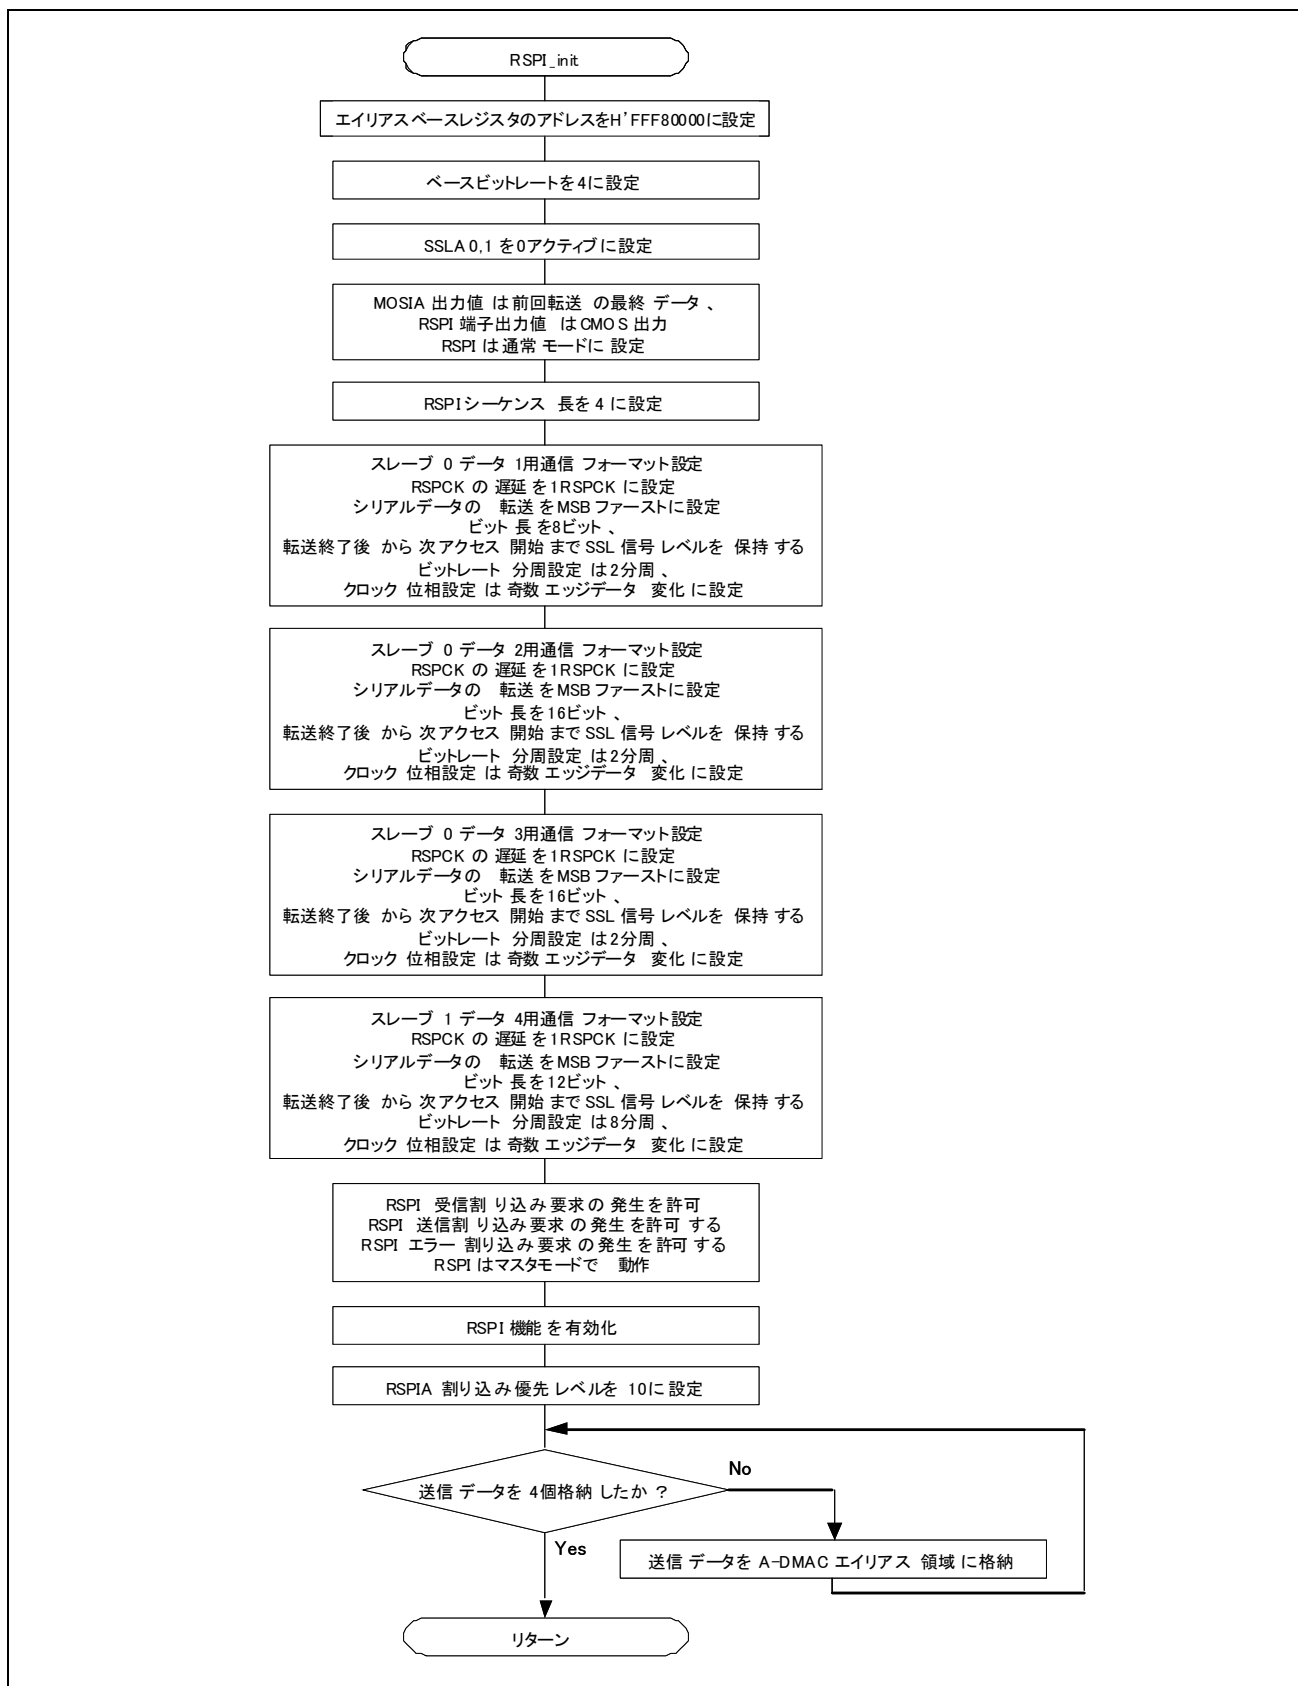 RSPI_init
エイリアスベースレジスタのアドレスをH'FFF80000に設定
ベースビットレートを4に設定
SSLA0,1 を0アクティブに設定
MOSIA 出力値 は前回転送 の最終 データ 、
RSPI 端子出力値 はCMOS 出力
RSPI は通常 モードに 設定
RSPIシーケンス 長を 4 に設定
スレーブ 0 データ 1用通信 フォーマット設定
RSPCK の 遅延 を1RSPCK に設定
シリアルデータの 転送 をMSB ファーストに設定
ビット 長 を8ビット 、
転送終了後 から 次アクセス 開始 まで SSL 信号 レベルを 保持 する
ビットレート 分周設定 は2分周 、
クロック 位相設定 は 奇数 エッジデータ 変化 に設定
スレーブ 0 データ 2用通信 フォーマット設定
RSPCK の 遅延 を1RSPCK に設定
シリアルデータの 転送 をMSB ファーストに設定
ビット 長を16ビット 、
転送終了後 から 次アクセス 開始 まで SSL 信号 レベルを 保持 する
ビットレート 分周設定 は2分周 、
クロック 位相設定 は 奇数 エッジデータ 変化 に設定
スレーブ 0 データ 3用通信 フォーマット設定
RSPCK の 遅延 を1RSPCK に設定
シリアルデータの 転送 をMSB ファーストに設定
ビット 長を16ビット 、
転送終了後 から 次アクセス 開始 まで SSL 信号 レベルを 保持 する
ビットレート 分周設定 は2分周 、
クロック 位相設定 は 奇数 エッジデータ 変化 に設定
スレーブ 1 データ 4用通信 フォーマット設定
RSPCK の 遅延 を1RSPCK に設定
シリアルデータの 転送 をMSB ファーストに設定
ビット 長を12ビット 、
転送終了後 から 次アクセス 開始 まで SSL 信号 レベルを 保持 する
ビットレート 分周設定 は8分周 、
クロック 位相設定 は 奇数 エッジデータ 変化 に設定
RSPI 受信割 り込み 要求の 発生を許可
RSPI 送信割 り込み要求 の発生 を許可 する
RSPI エラー 割り込み要求 の発生 を許可 する
RSPI はマスタモードで 動作
RSPI 機能 を有効化
RSPIA 割り込み 優先 レベルを 10に設定
送信 データを 4個格納 したか ?
No
Yes
送信 データを A-DMAC エイリアス 領域 に格納
リターン